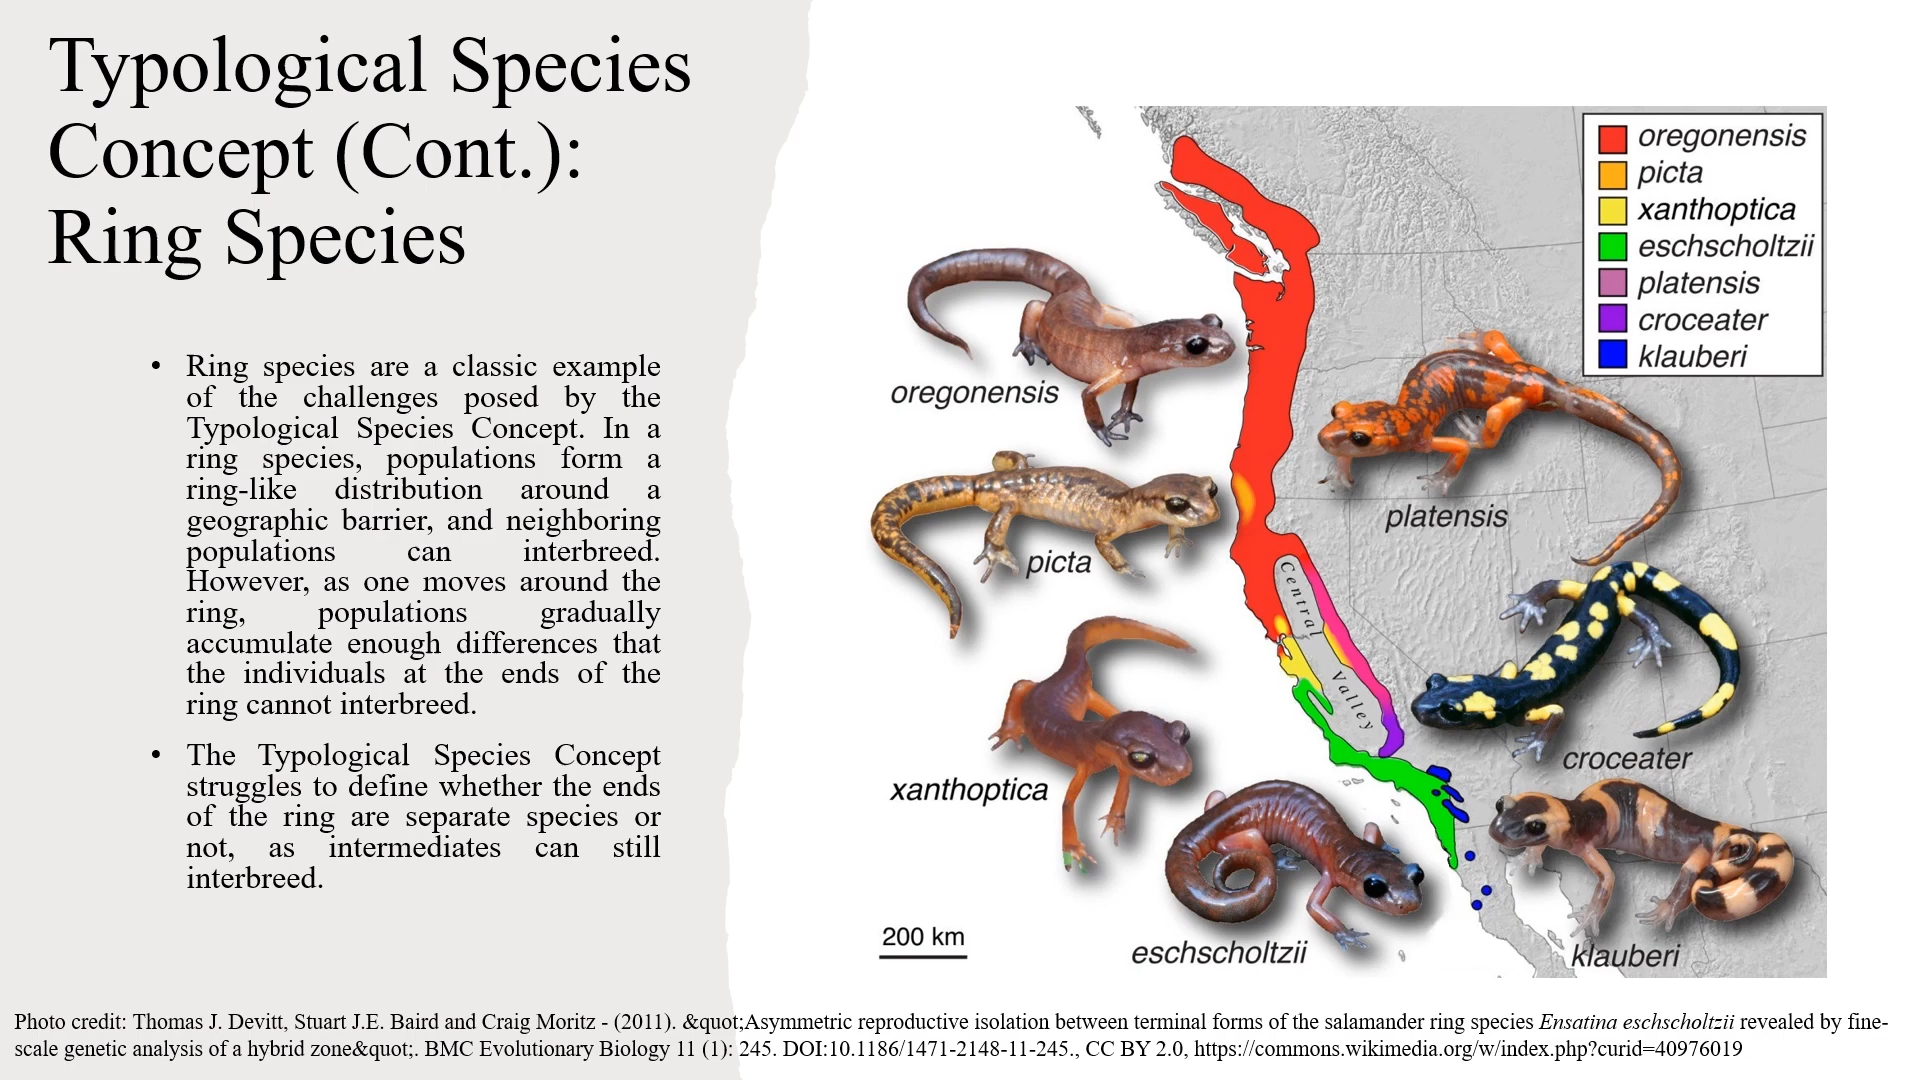 Typological Species
Concept (Cont.):
Ring Species
• Ring species are a classic example
of the challenges posed by the
Typological Species Concept. In a
ring species, populations form a
ring-like distribution around a
geographic barrier, and neighboring
populations can interbreed.
However, as one moves around the
ring, populations gradually
accumulate enough differences that
the individuals at the ends of the
ring cannot interbreed.
• The Typological Species Concept
struggles to define whether the ends
of the ring are separate species or
not, as intermediates can still
interbreed.
oregonensis
picta
xanthoptica
eschscholtzii
platensis
croceater
klauberi
oregonensis
platensis
picta
Central
Valley
croceater
xanthoptica
200 km
eschscholtzii
klauberi
Photo credit: Thomas J. Devitt, Stuart J.E. Baird and Craig Moritz - (2011). &quot;Asymmetric reproductive isolation between terminal forms of the salamander ring species Ensatina eschscholtzii revealed by fine-
scale genetic analysis of a hybrid zone&quot;. BMC Evolutionary Biology 11 (1): 245. DOI:10.1186/1471-2148-11-245., CC BY 2.0, https://commons.wikimedia.org/w/index.php?curid=40976019